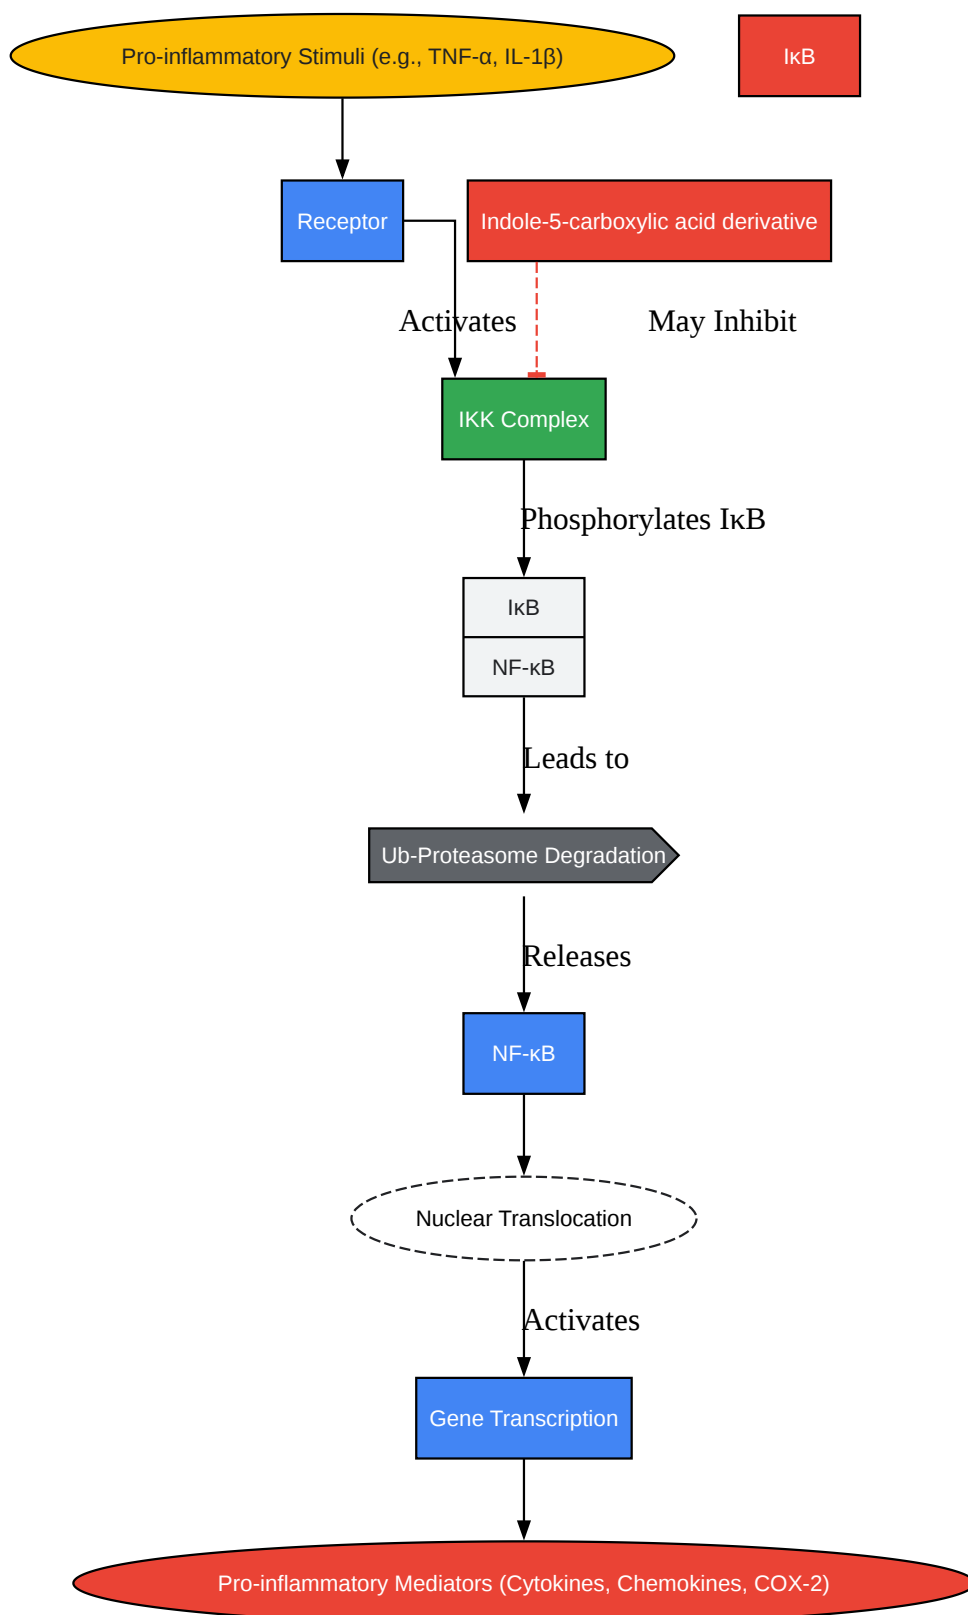 Pro-inflammatory Stimuli (e.g., TNF-α, IL-1β)
IκB
Receptor
Indole-5-carboxylic acid derivative
Activates
May Inhibit
IKK Complex
Phosphorylates IκB
IκB
NF-κB
Leads to
Ub-Proteasome Degradation
Releases
NF-κB
Nuclear Translocation
Activates
Gene Transcription
Pro-inflammatory Mediators (Cytokines, Chemokines, COX-2)